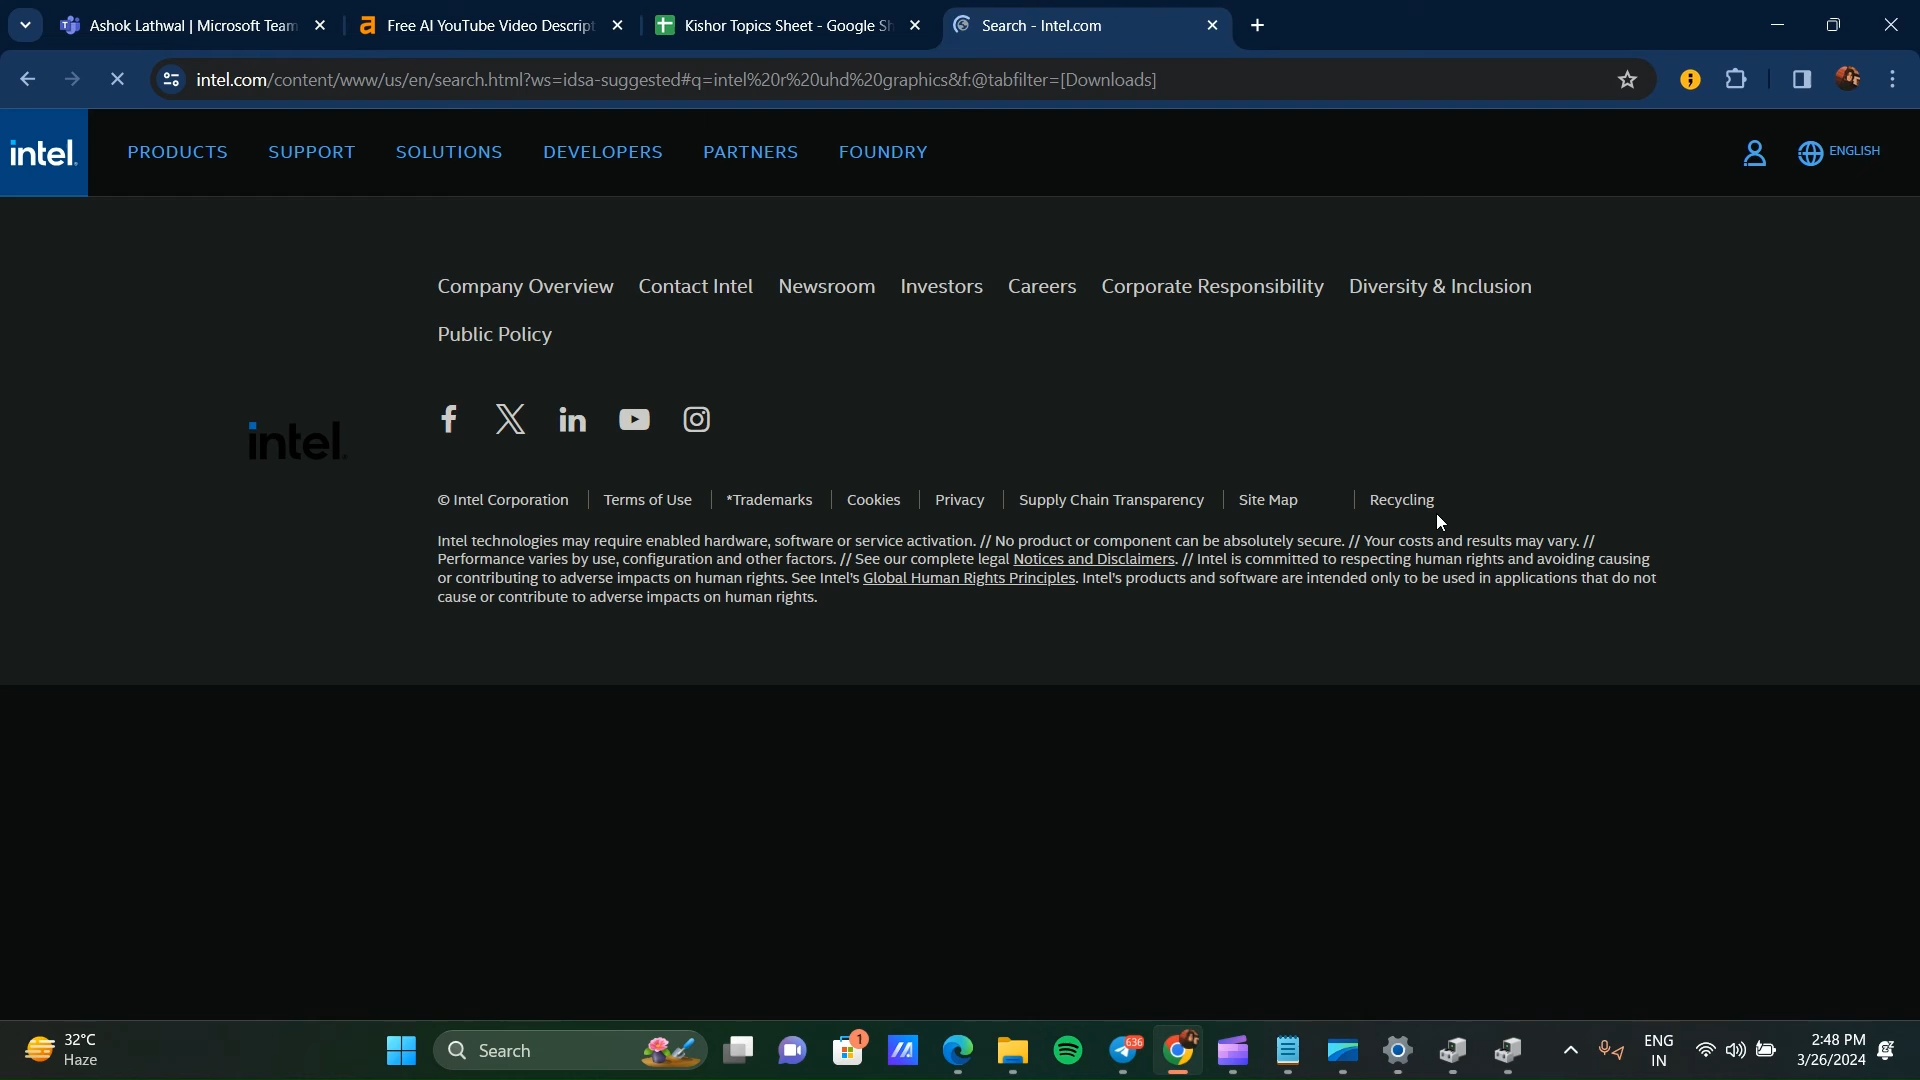 Ashok Lathwal | Microsoft Team
Free AI YouTube Video Descript
Kishor Topics Sheet - Google Sh
Search - Intel.com
intel.com/content/www/us/en/search.html?ws=idsa-suggested#q=intel%20r%20uhd%20graphics&f:@tabfilter=[Downloads]
intel.
PRODUCTS
SUPPORT
SOLUTIONS
DEVELOPERS
PARTNERS
FOUNDRY
ENGLISH
Company Overview
Contact Intel
Newsroom
Investors
Careers
Corporate Responsibility
Diversity & Inclusion
Public Policy
intel.
© Intel Corporation
Terms of Use
*Trademarks
Cookies
Privacy
Supply Chain Transparency
Site Map
Recycling
Intel technologies may require enabled hardware, software or service activation. // No product or component can be absolutely secure. // Your costs and results may vary. //
Performance varies by use, configuration and other factors. // See our complete legal Notices and Disclaimers. // Intel is committed to respecting human rights and avoiding causing
or contributing to adverse impacts on human rights. See Intel's Global Human Rights Principles. Intel's products and software are intended only to be used in applications that do not
cause or contribute to adverse impacts on human rights.
32°C
Haze
Search
1
636
ENG
IN
2:48 PM
3/26/2024